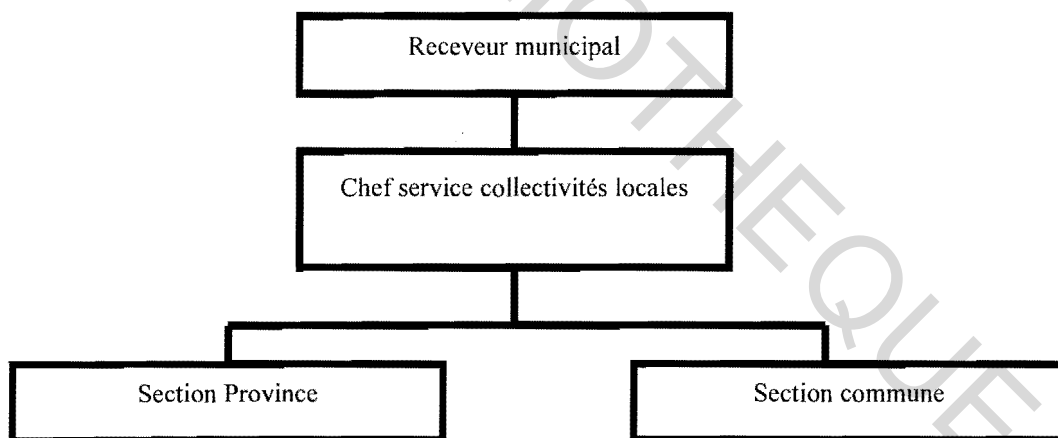 Receveur municipal
Chef service collectivités locales
Section Province
Section commune